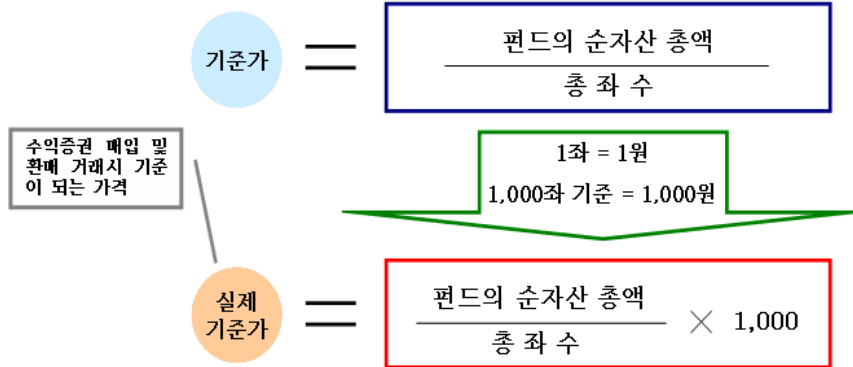 기준가
=
펀드의 순자산 총액
총 좌 수
수익증권 매입 및
환매 거래시 기준
이 되는 가격
1좌 = 1원
1,000좌 기준 = 1,000원
실제
기준가
=
펀드의 순자산 총액
총 좌 수
× 1,000